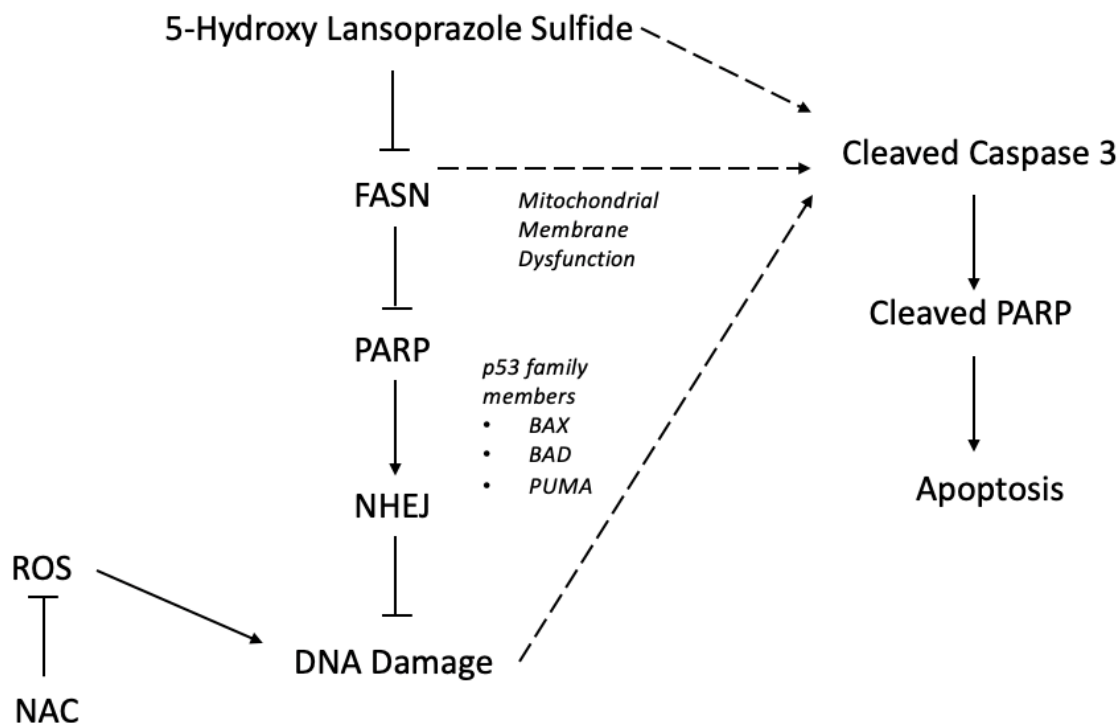 5-Hydroxy Lansoprazole Sulfide
Cleaved Caspase 3
FASN
Mitochondrial
Membrane
Dysfunction
Cleaved PARP
PARP
p53 family
members
• BAX
• BAD
• PUMA
Apoptosis
NHEJ
ROS
DNA Damage
NAC